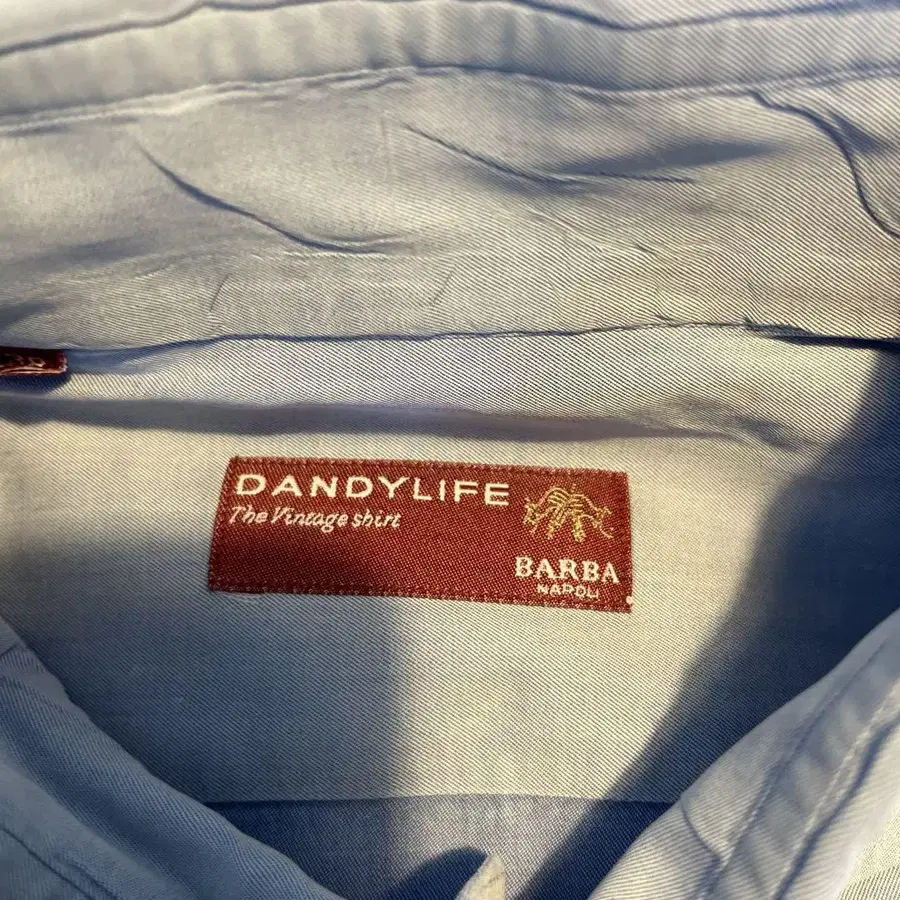 DANDYLIFE
The Vintage shirt
BARBA
NAPOLI